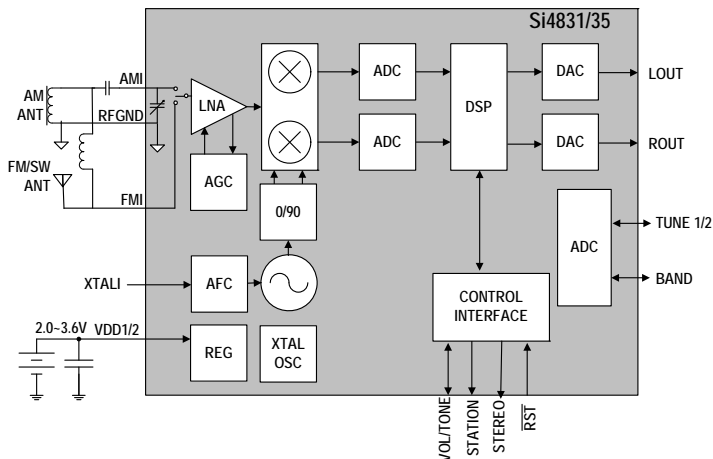 Si4831/35
AMI
AM
ANT
RFGND
FM/SW
ANT
FMI
LNA
AGC
0/90
ADC
ADC
DSP
DAC
DAC
LOUT
ROUT
ADC
TUNE 1/2
BAND
XTALI
AFC
CONTROL
INTERFACE
2.0~3.6V
VDD1/2
REG
XTAL
OSC
VOL/TONE
STATION
STEREO
RST